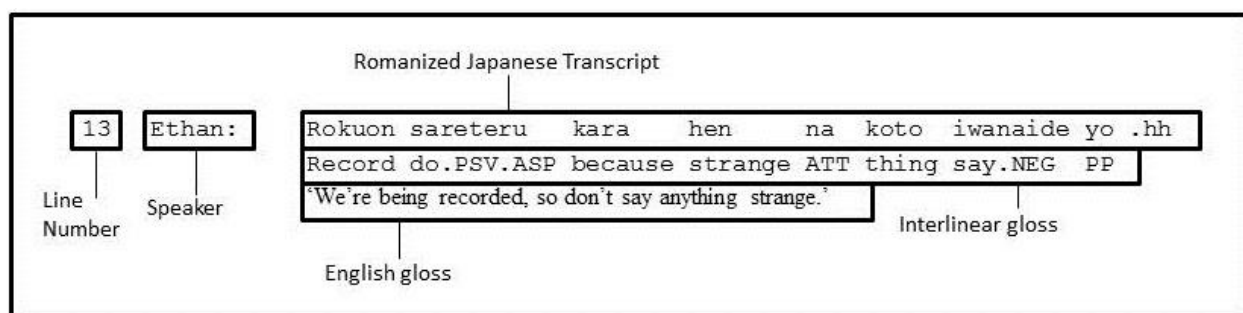 Romanized Japanese Transcript
13 Ethan: Rokuon sareteru kara hen na koto iwanaide yo .hh
Record do.PSV.ASP because strange ATT thing say.NEG PP
‘We’re being recorded, so don’t say anything strange.’
Line Number
Speaker
Interlinear gloss
English gloss